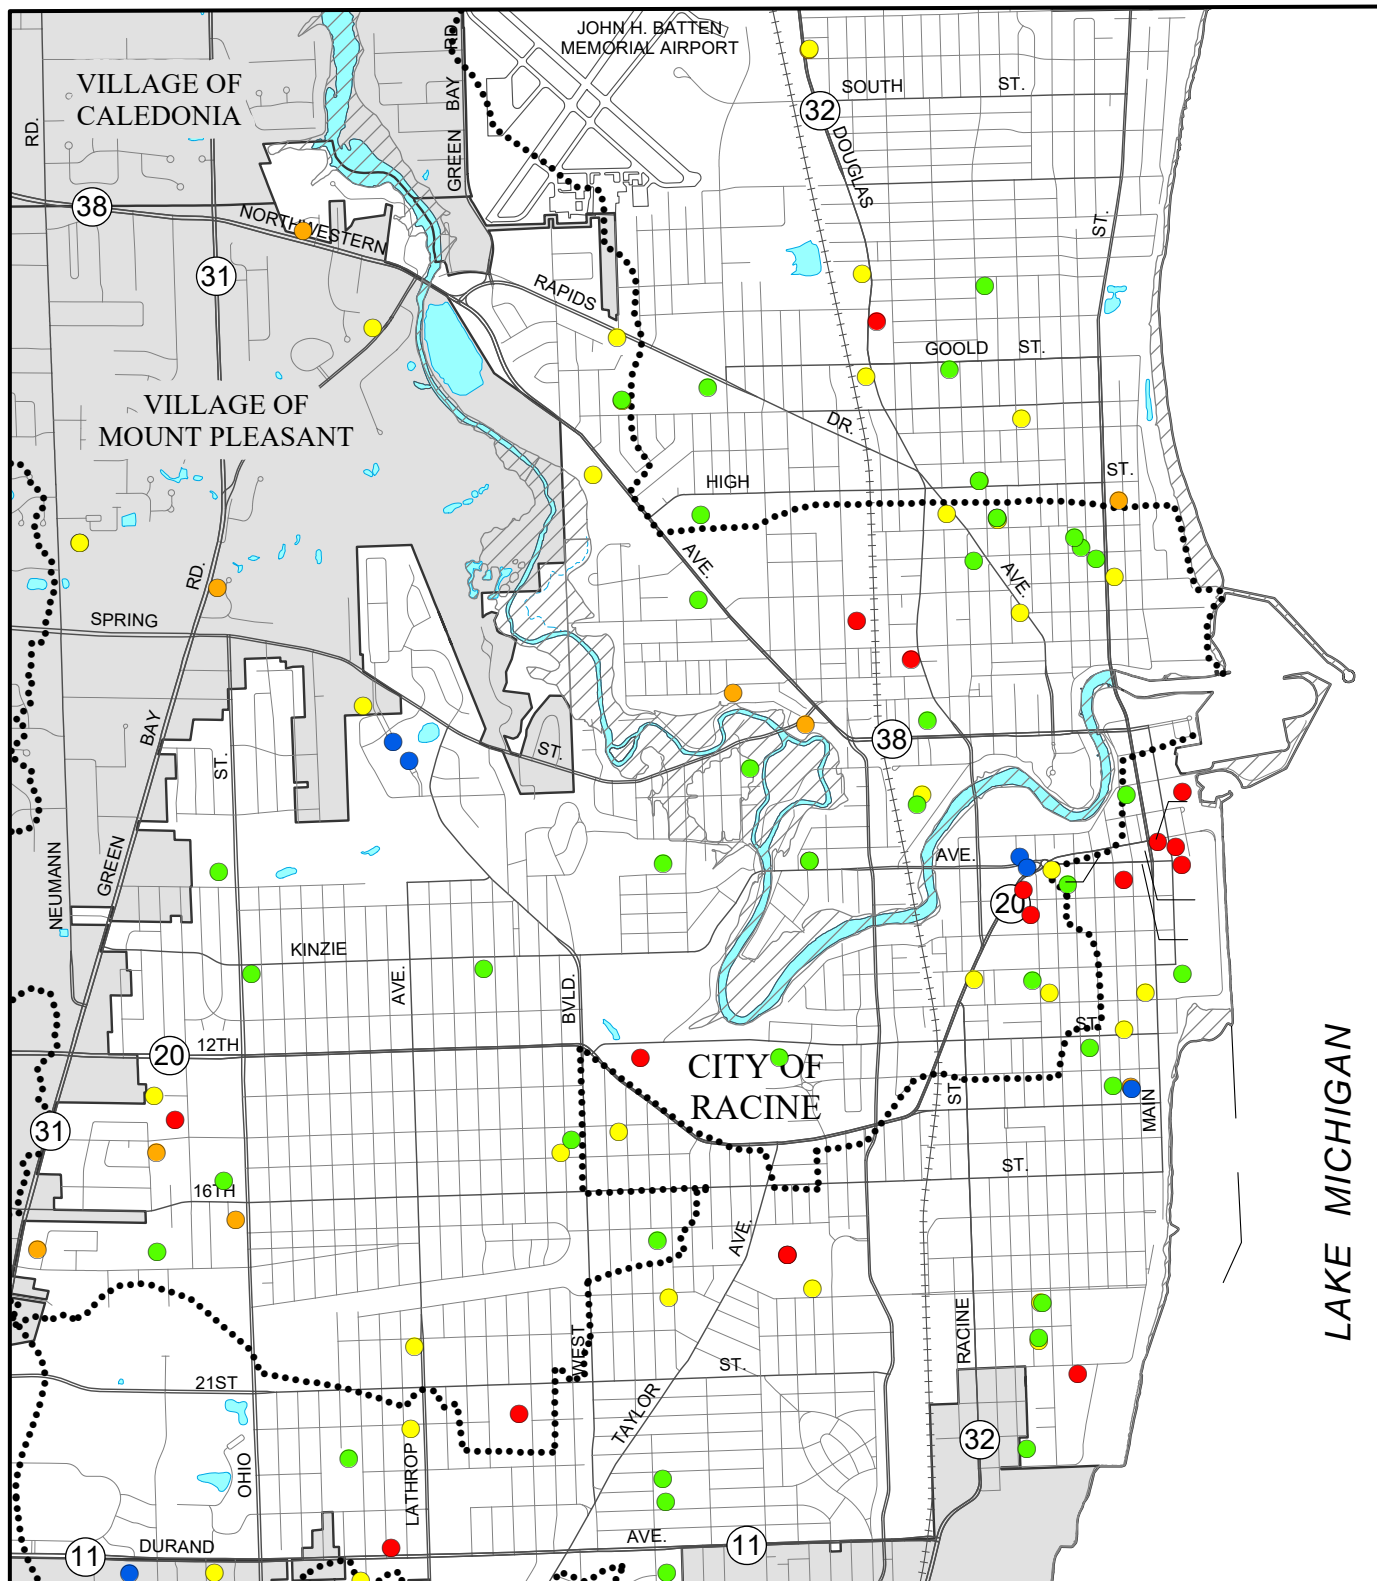 JOHN H. BATTEN
MEMORIAL AIRPORT
RD.
BAY
GREEN
VILLAGE OF
CALEDONIA
RD.
SOUTH
ST.
32
DOUGLAS
38
NORTHWESTERN
31
ST.
RAPIDS
GOOLD
ST.
VILLAGE OF
MOUNT PLEASANT
DR.
HIGH
ST.
AVE.
AVE.
RD.
SPRING
BAY
ST.
ST.
38
GREEN
NEUMANN
AVE.
20
KINZIE
AVE.
BVLD.
ST.
20
12TH
CITY OF
RACINE
ST.
MAIN
31
ST.
16TH
AVE.
LAKE MICHIGAN
RACINE
WEST
ST.
21ST
TAYLOR
32
OHIO
LATHROP
AVE.
11
DURAND
11